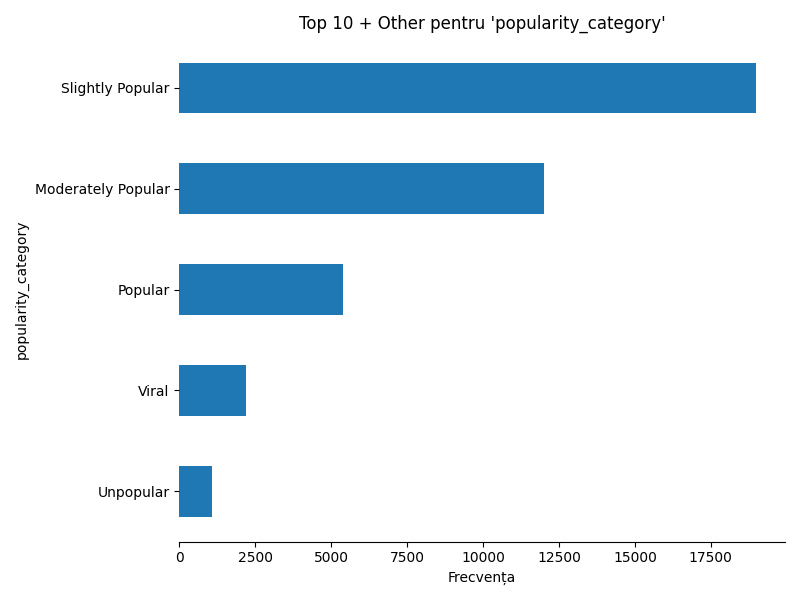 Top 10 + Other pentru 'popularity_category'
Slightly Popular
Moderately Popular
Popular
Viral
Unpopular
popularity_category
0 2500 5000 7500 10000 12500 15000 17500
Frecvența